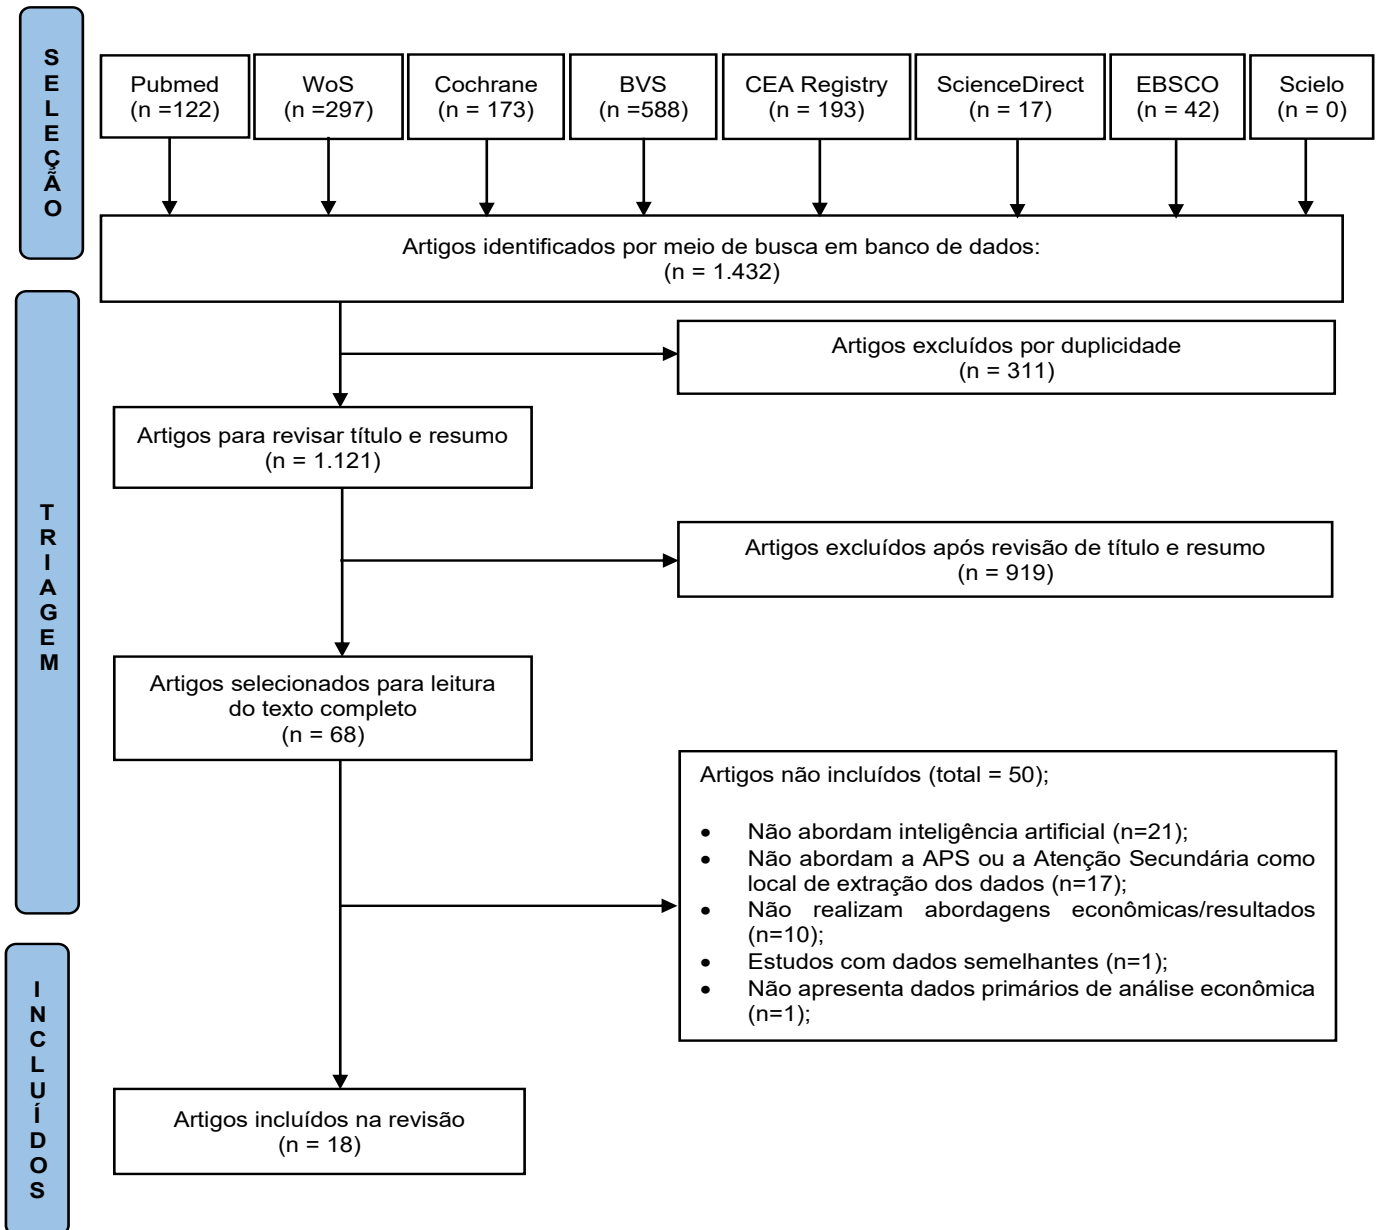 SELEÇÃO
Pubmed
(n =122)
WoS
(n =297)
Cochrane
(n = 173)
BVS
(n =588)
CEA Registry
(n = 193)
ScienceDirect
(n = 17)
EBSCO
(n = 42)
Scielo
(n = 0)
Artigos identificados por meio de busca em banco de dados:
(n = 1.432)
TRIAGEM
Artigos excluídos por duplicidade
(n = 311)
Artigos para revisar título e resumo
(n = 1.121)
Artigos excluídos após revisão de título e resumo
(n = 919)
Artigos selecionados para leitura
do texto completo
(n = 68)
Artigos não incluídos (total = 50);
• Não abordam inteligência artificial (n=21);
• Não abordam a APS ou a Atenção Secundária como
local de extração dos dados (n=17);
• Não realizam abordagens econômicas/resultados
(n=10);
• Estudos com dados semelhantes (n=1);
• Não apresenta dados primários de análise econômica
(n=1);
INCLUÍDOS
Artigos incluídos na revisão
(n = 18)